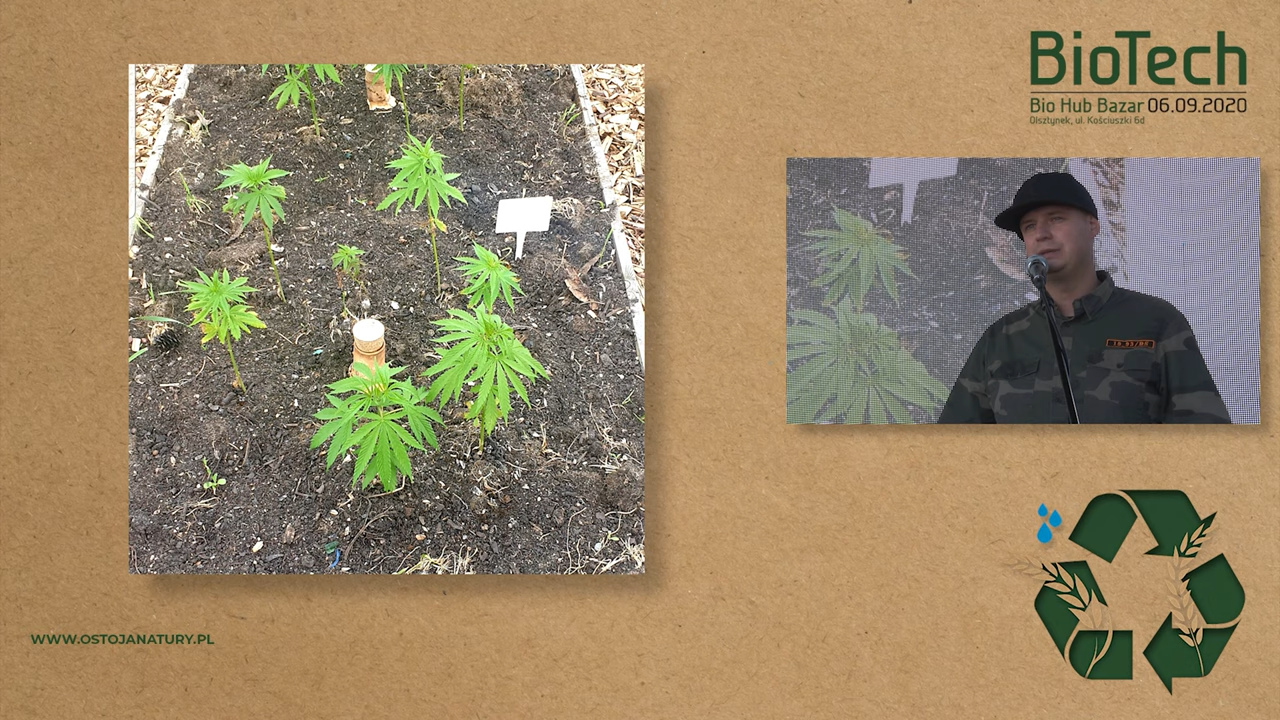 BioTech
Bio Hub Bazar 06.09.2020
Olsztynek, ul. Kościuszki 6d
WWW.OSTOJANATURY.PL